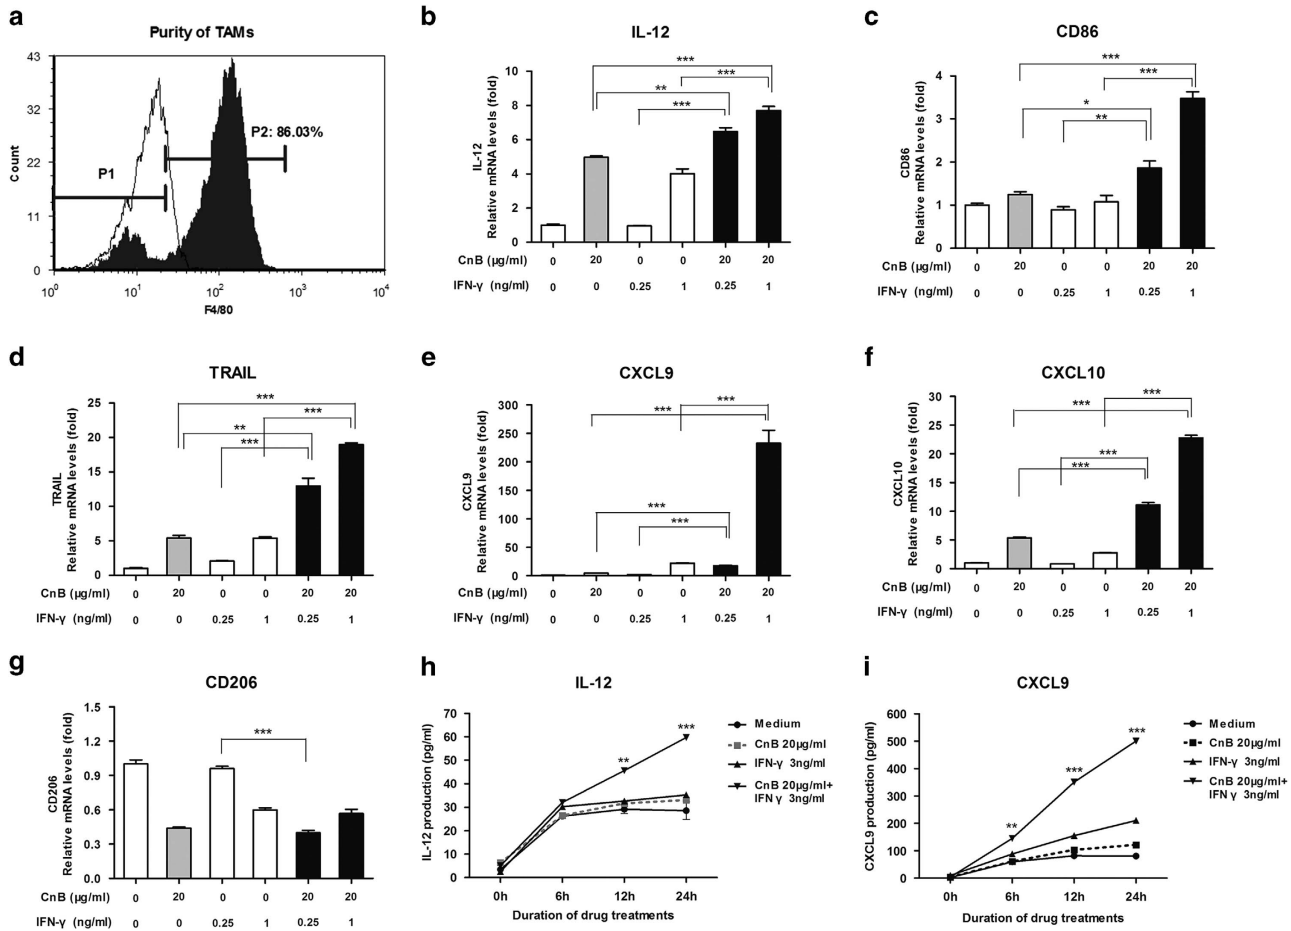 a
Purity of TAMs
43
32
22
11
0
Count
P1
P2: 86.03%
10⁰ 10¹ 10² 10³ 10⁴
F4/80
b
IL-12
IL-12
Relative mRNA levels (fold)
10
8
6
4
2
0
***
***
**
***
CnB (μg/ml) 0 20 0 0 20 20
IFN-γ (ng/ml) 0 0 0.25 1 0.25 1
c
CD86
CD86
Relative mRNA levels (fold)
4
3
2
1
0
***
***
*
**
CnB (μg/ml) 0 20 0 0 20 20
IFN-γ (ng/ml) 0 0 0.25 1 0.25 1
d
TRAIL
TRAIL
Relative mRNA levels (fold)
25
20
15
10
5
0
***
***
**
***
CnB (μg/ml) 0 20 0 0 20 20
IFN-γ (ng/ml) 0 0 0.25 1 0.25 1
e
CXCL9
CXCL9
Relative mRNA levels (fold)
300
250
200
150
100
50
0
***
***
***
***
CnB (μg/ml) 0 20 0 0 20 20
IFN-γ (ng/ml) 0 0 0.25 1 0.25 1
f
CXCL10
CXCL10
Relative mRNA levels (fold)
30
25
20
15
10
5
0
***
***
***
***
CnB (μg/ml) 0 20 0 0 20 20
IFN-γ (ng/ml) 0 0 0.25 1 0.25 1
g
CD206
CD206
Relative mRNA levels (fold)
1.5
1.2
0.9
0.6
0.3
0.0
***
CnB (μg/ml) 0 20 0 0 20 20
IFN-γ (ng/ml) 0 0 0.25 1 0.25 1
h
IL-12
IL-12 production (pg/ml)
70
60
50
40
30
20
10
0
**
***
0h 6h 12h 24h
Duration of drug treatments
Medium
CnB 20μg/ml
IFN-γ 3ng/ml
CnB 20μg/ml+
IFN γ 3ng/ml
i
CXCL9
CXCL9 production (pg/ml)
600
500
400
300
200
100
0
**
***
***
0h 6h 12h 24h
Duration of drug treatments
Medium
CnB 20μg/ml
IFN-γ 3ng/ml
CnB 20μg/ml+
IFN γ 3ng/ml